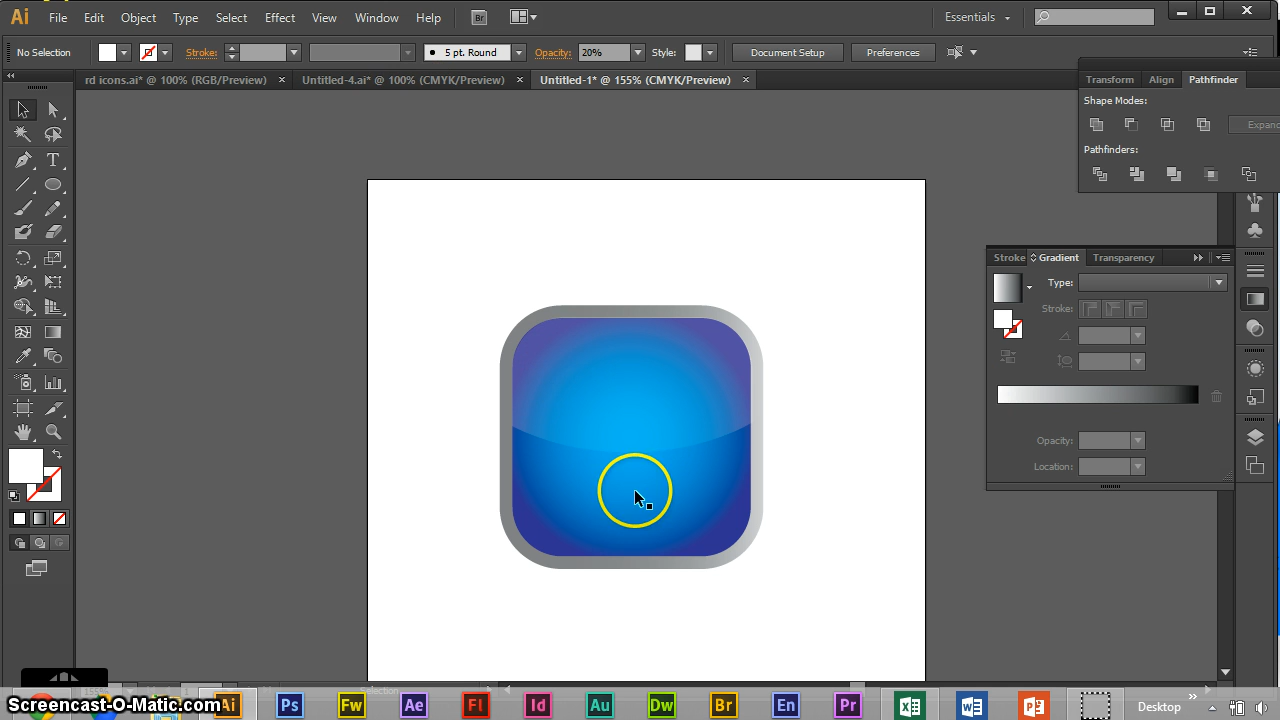 Ai File Edit Object Type Select Effect View Window Help Br Essentials
No Selection Stroke: 5 pt. Round Opacity: 20% Style: Document Setup Preferences
rd icons.ai* @ 100% (RGB/Preview) × Untitled-4.ai* @ 100% (CMYK/Preview) × Untitled-1* @ 155% (CMYK/Preview) ×
Transform Align Pathfinder
Shape Modes:
Expand
Pathfinders:
Stroke Gradient Transparency
Type:
Stroke:
Opacity:
Location:
Selection
Screencast-O-Matic.com Ai Ps Fw Ae Fl Id Au Dw Br En Pr Desktop